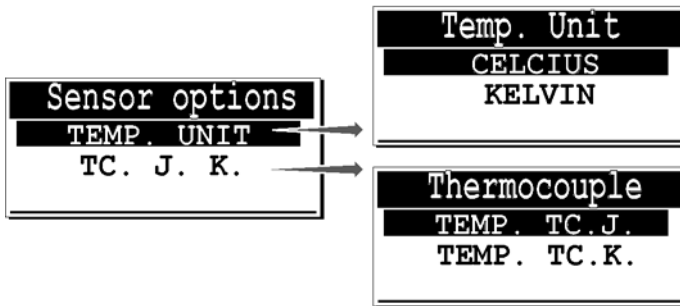 Sensor options
TEMP. UNIT
TC. J. K.
Temp. Unit
CELCIUS
KELVIN
Thermocouple
TEMP. TC.J.
TEMP. TC.K.